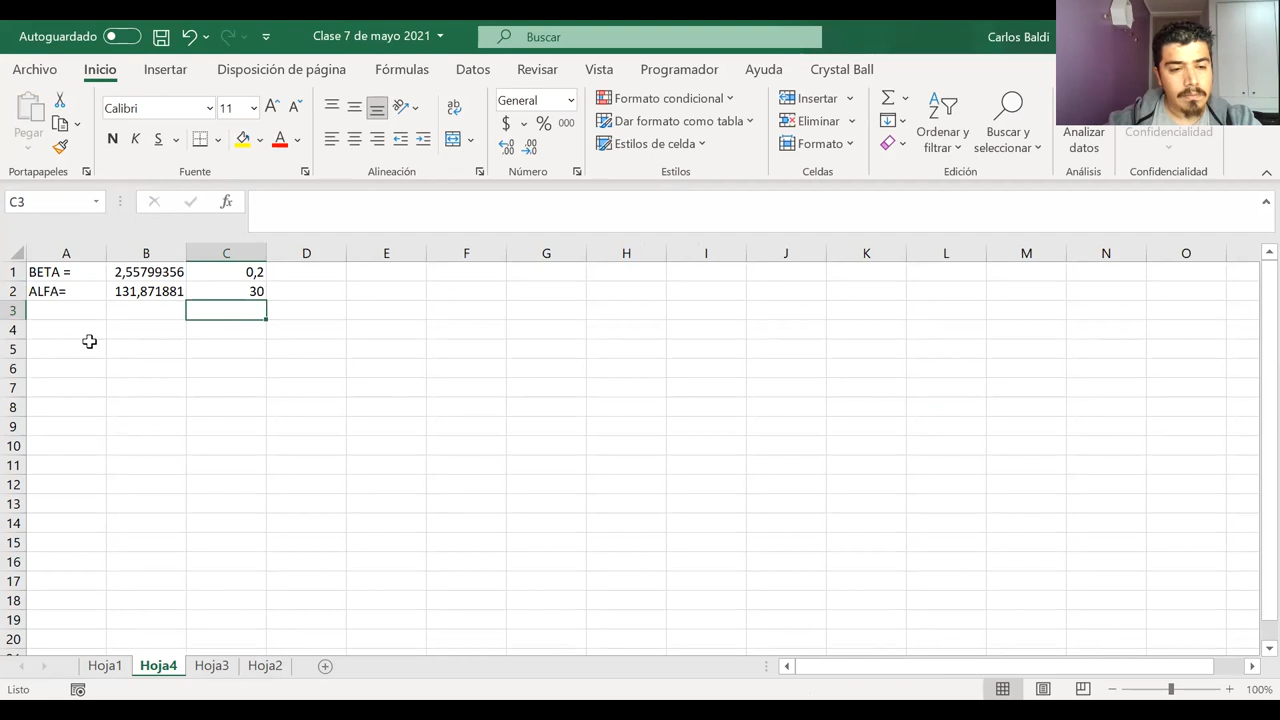 Autoguardado
Clase 7 de mayo 2021
Buscar
Carlos Baldi
Archivo
Inicio
Insertar
Disposición de página
Fórmulas
Datos
Revisar
Vista
Programador
Ayuda
Crystal Ball
Pegar
Portapapeles
Calibri
11
N
K
S
A
Fuente
Alineación
General
$
%
000
Número
Formato condicional
Dar formato como tabla
Estilos de celda
Estilos
Insertar
Eliminar
Formato
Celdas
Ordenar y
filtrar
Buscar y
seleccionar
Edición
Analizar
datos
Análisis
Confidencialidad
Confidencialidad
C3
fx
A B C D E F G H I J K L M N O
1 BETA = 2,55799356 0,2
2 ALFA= 131,871881 30
3
4
5
6
7
8
9
10
11
12
13
14
15
16
17
18
19
20
Hoja1
Hoja4
Hoja3
Hoja2
Listo
100%